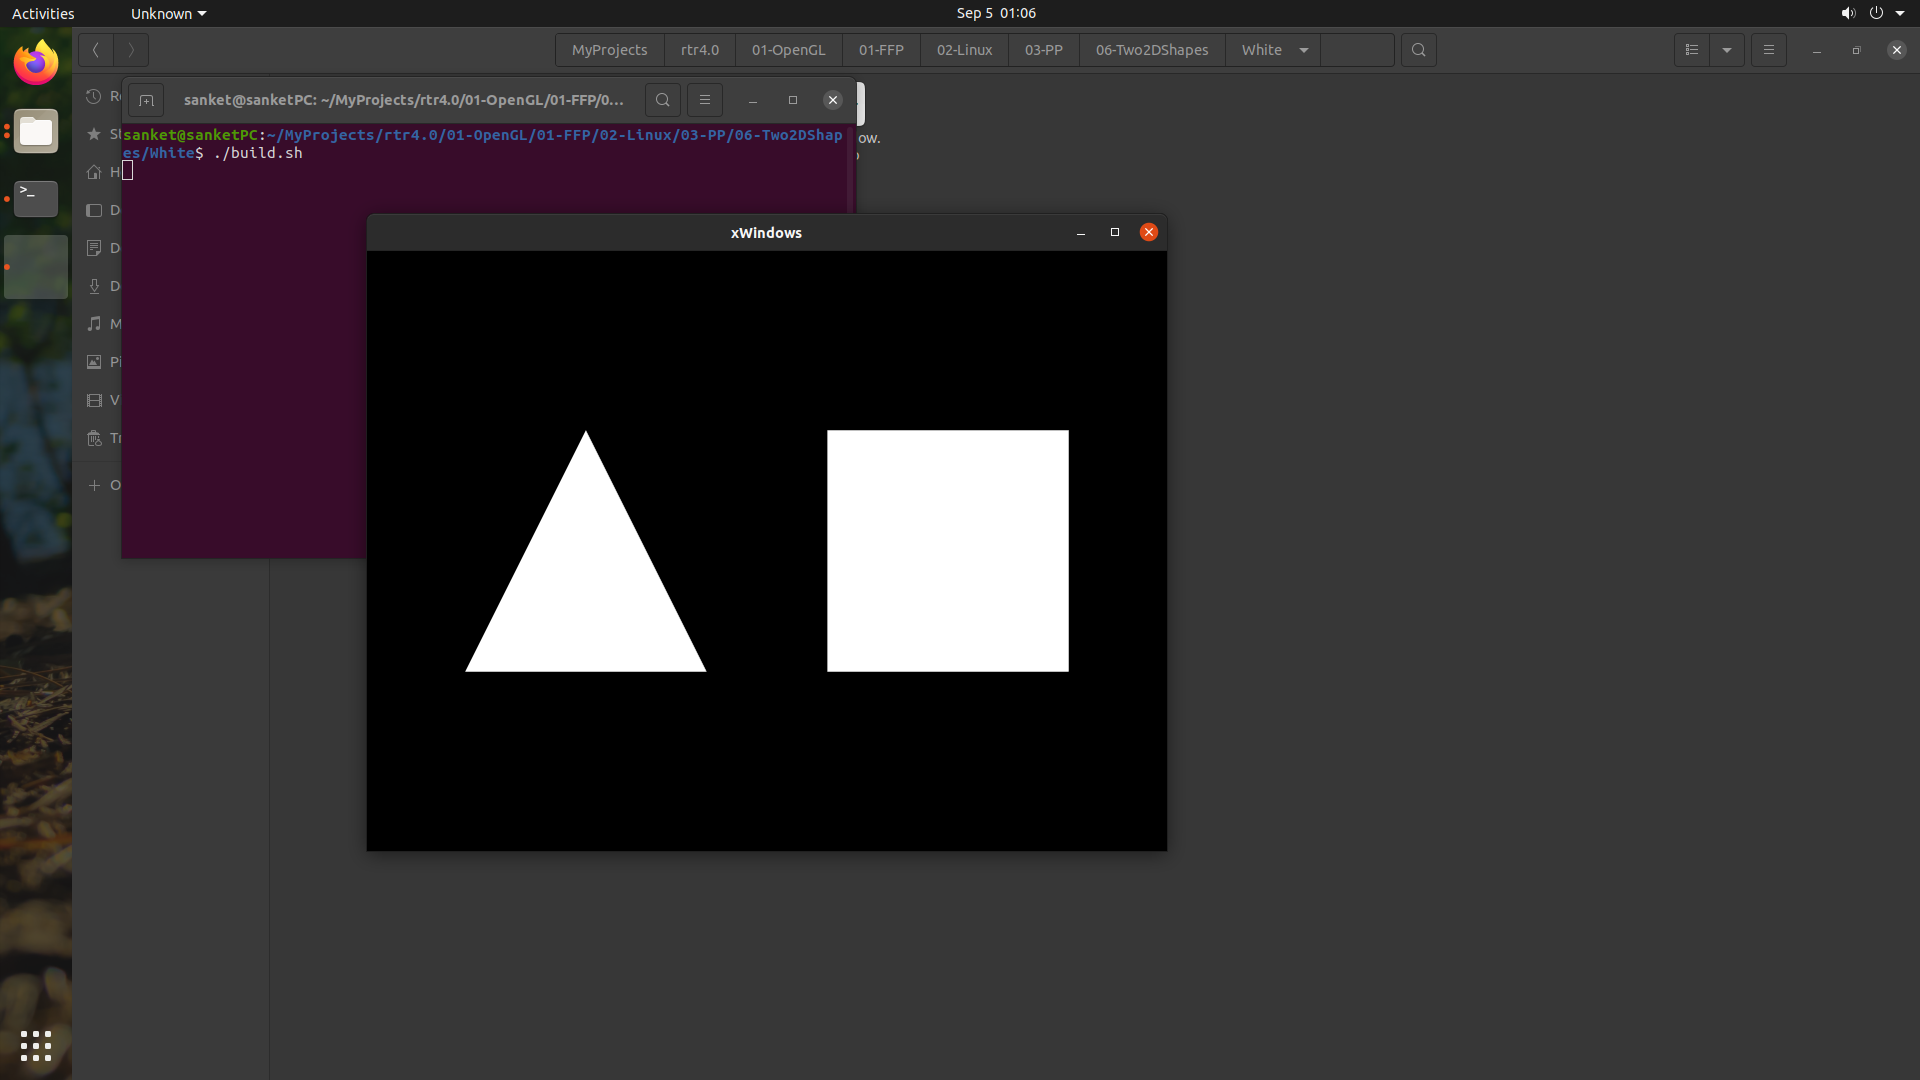 Activities
Unknown
Sep 5 01:06
MyProjects
rtr4.0
01-OpenGL
01-FFP
02-Linux
03-PP
06-Two2DShapes
White
sanket@sanketPC: ~/MyProjects/rtr4.0/01-OpenGL/01-FFP/0...
sanket@sanketPC:~/MyProjects/rtr4.0/01-OpenGL/01-FFP/02-Linux/03-PP/06-Two2DShap
es/White$ ./build.sh
ow.
xWindows